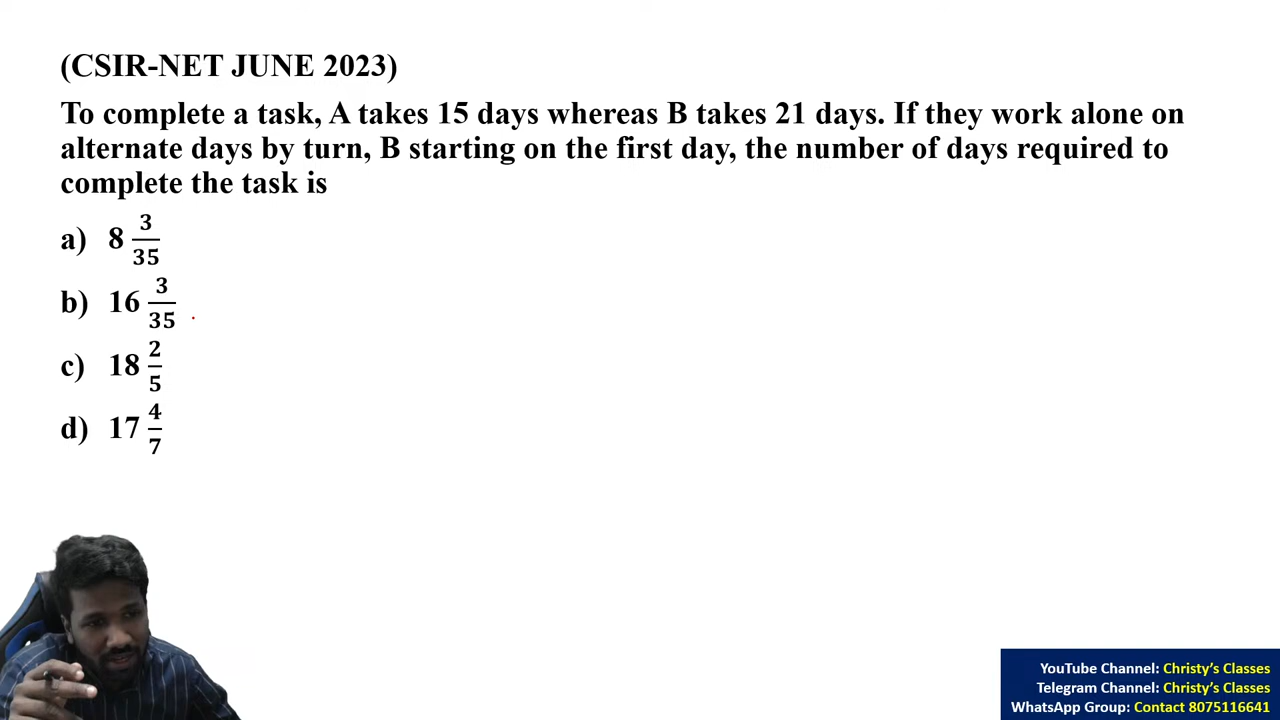 (CSIR-NET JUNE 2023)
To complete a task, A takes 15 days whereas B takes 21 days. If they work alone on
alternate days by turn, B starting on the first day, the number of days required to
complete the task is
a) 8 3/35
b) 16 3/35
c) 18 2/5
d) 17 4/7
YouTube Channel: Christy's Classes
Telegram Channel: Christy's Classes
WhatsApp Group: Contact 8075116641